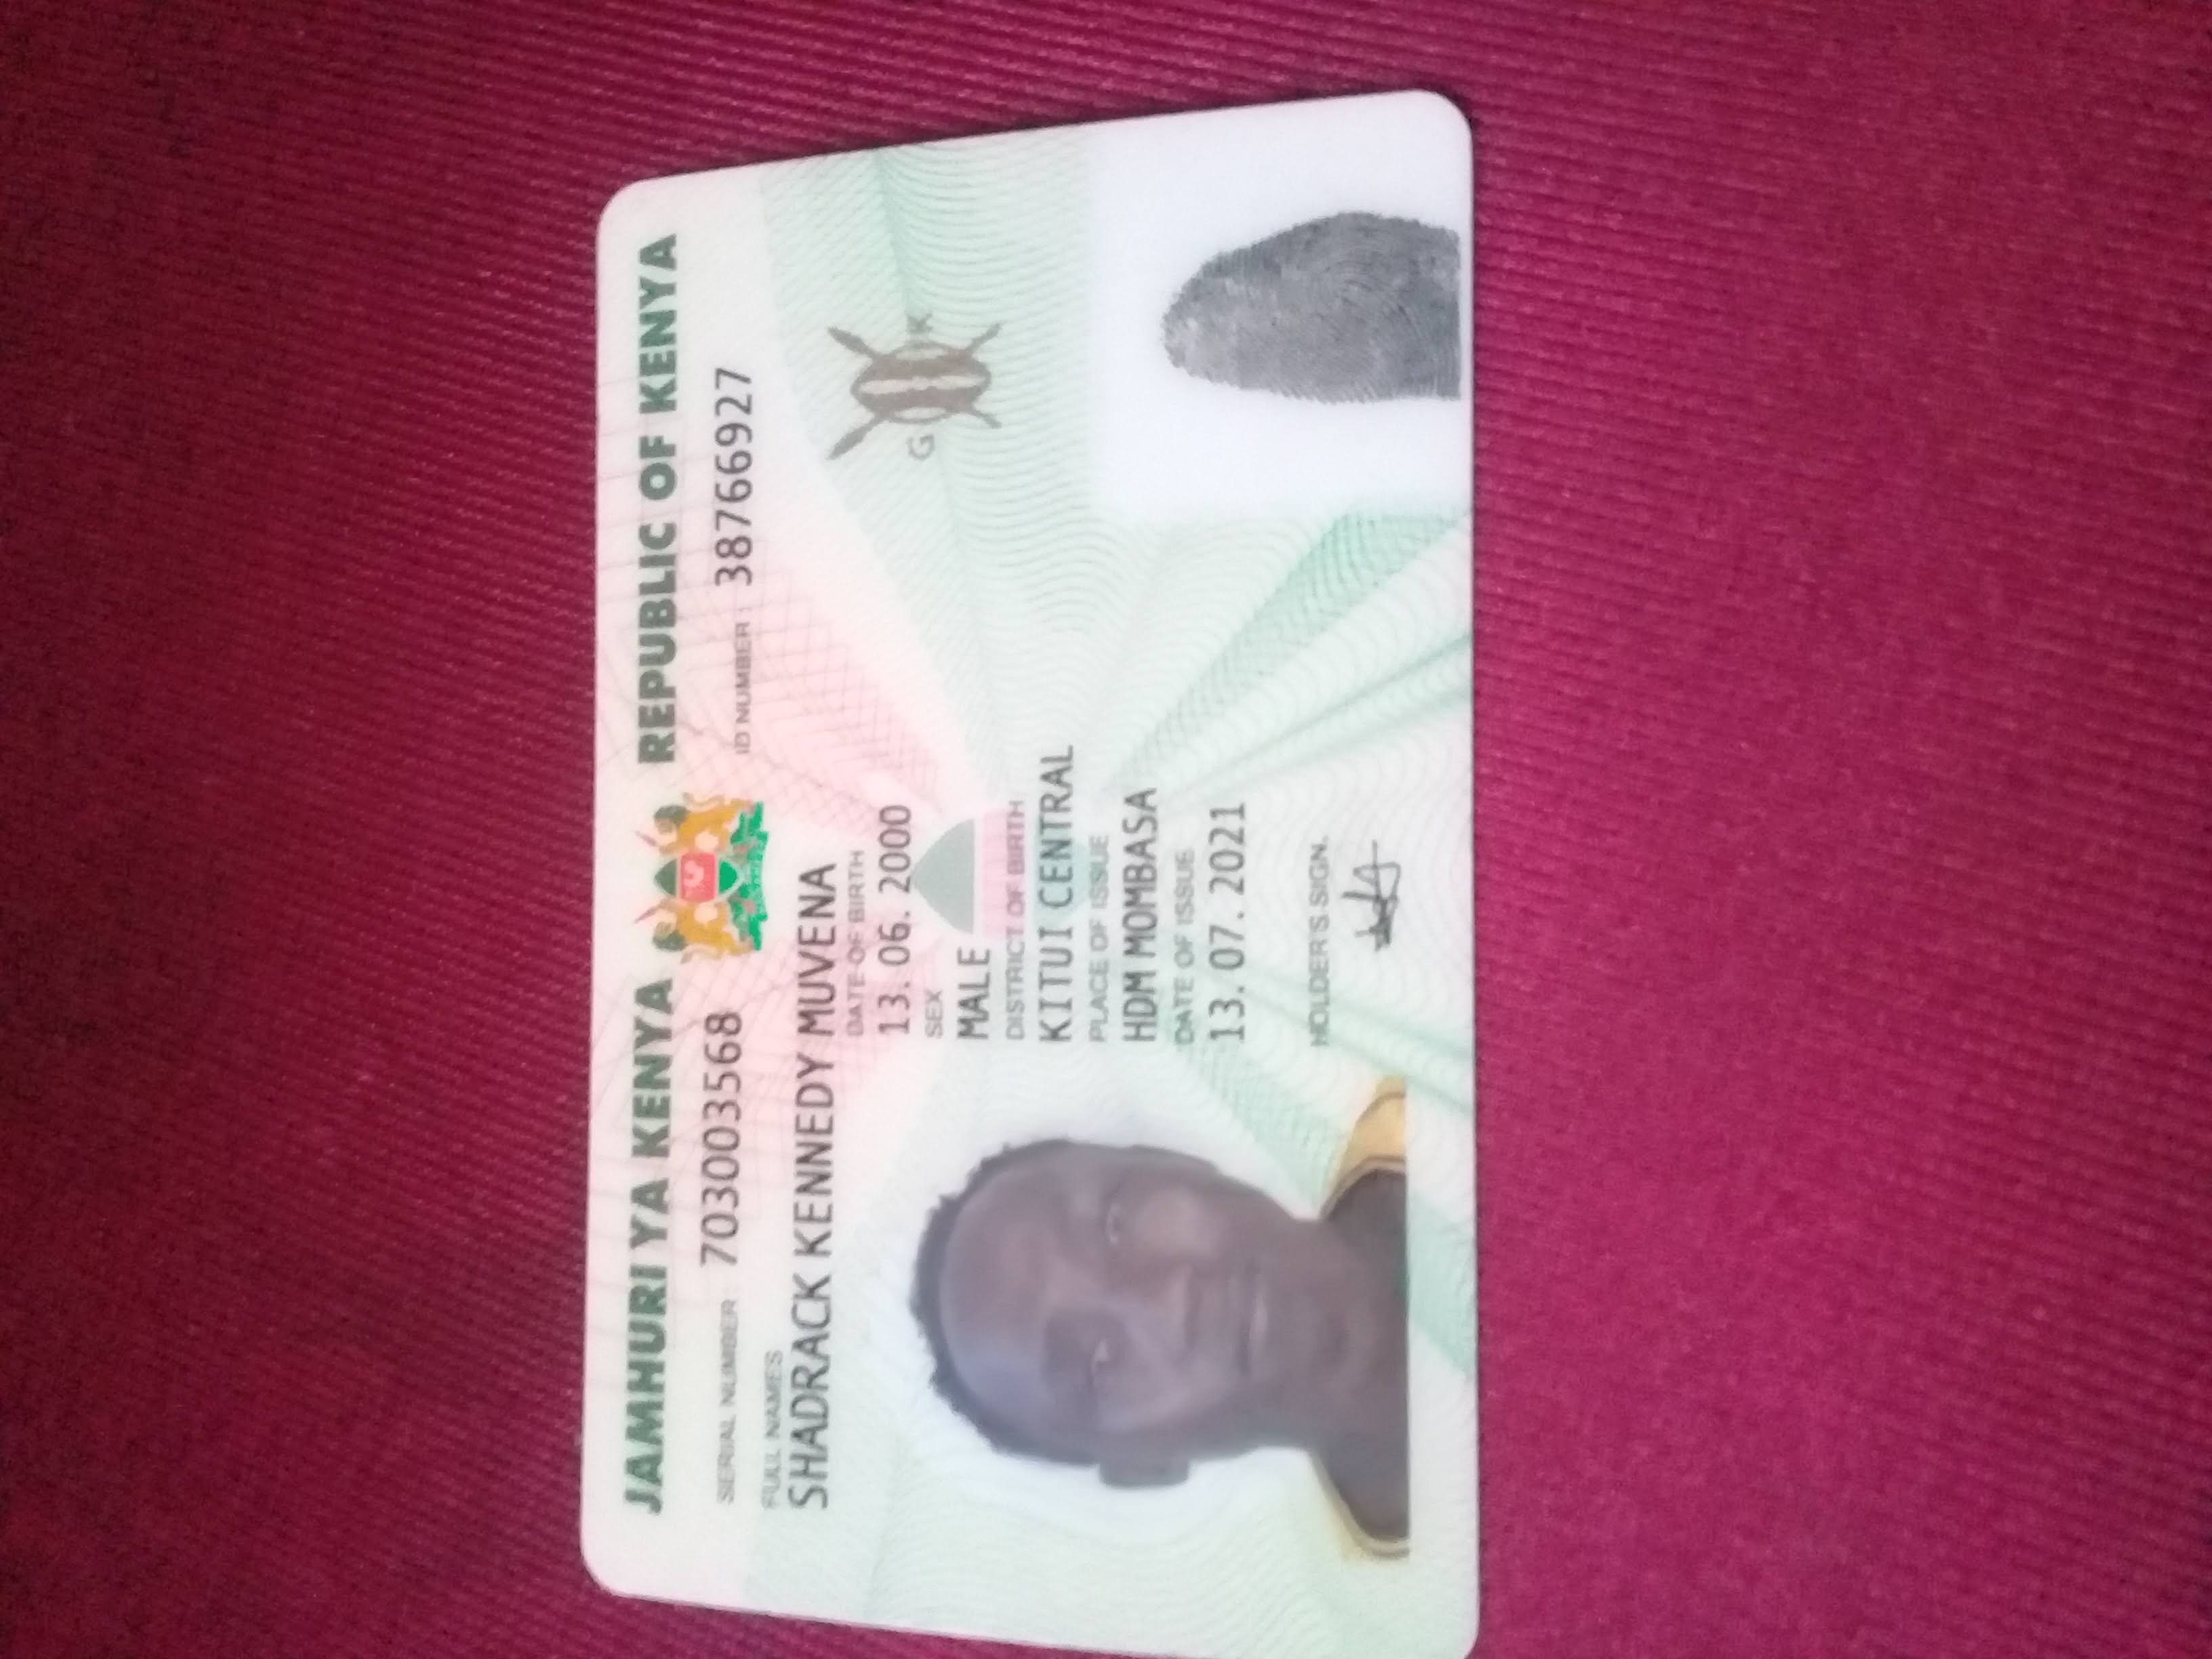 JAMHURI YA KENYA REPUBLIC OF KENYA
SERIAL NUMBER : 703003568 ID NUMBER : 38766927
FULL NAMES
SHADRACK KENNEDY MUVENA
DATE OF BIRTH
13. 06. 2000
SEX
MALE
G K
DISTRICT OF BIRTH
KITUI CENTRAL
PLACE OF ISSUE
HDM MOMBASA
DATE OF ISSUE
13. 07. 2021
HOLDER'S SIGN.